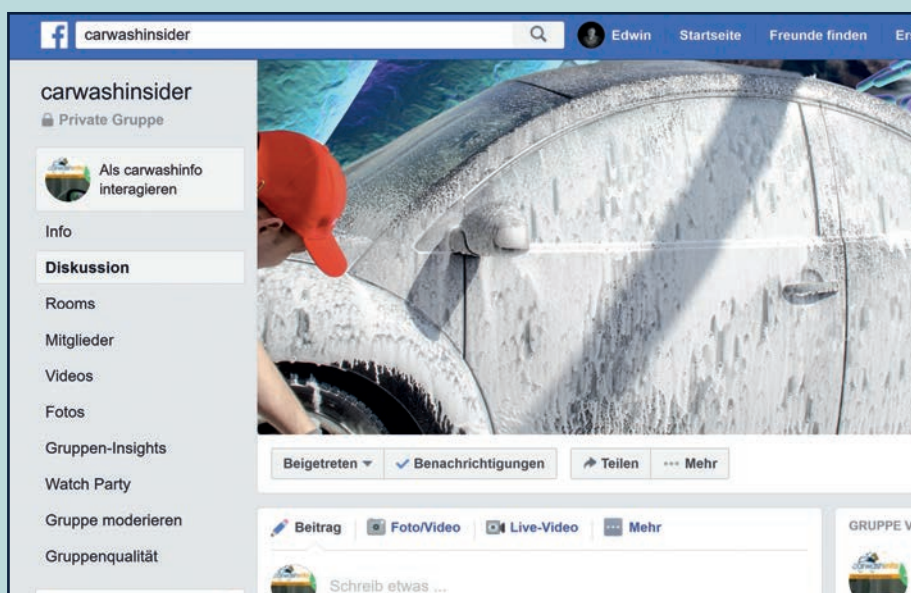 carwashinsider
Edwin
Startseite
Freunde finden
carwashinsider
Private Gruppe
Als carwashinfo
interagieren
Info
Diskussion
Rooms
Mitglieder
Videos
Fotos
Gruppen-Insights
Watch Party
Gruppe moderieren
Gruppenqualität
Beigetreten
Benachrichtigungen
Teilen
Mehr
Beitrag
Foto/Video
Live-Video
Mehr
GRUPPE
Schreib etwas ...